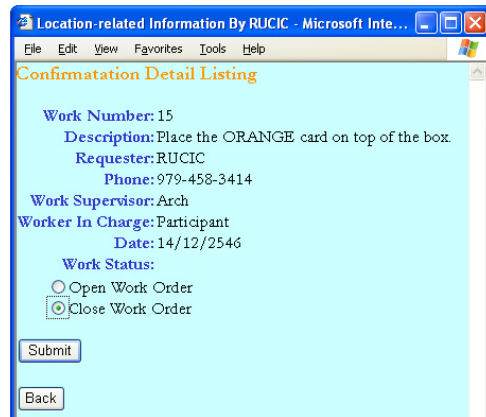 Location-related Information By RUCIC - Microsoft Inte...
File Edit View Favorites Tools Help
Confirmatation Detail Listing
Work Number: 15
Description: Place the ORANGE card on top of the box.
Requester: RUCIC
Phone: 979-458-3414
Work Supervisor: Arch
Worker In Charge: Participant
Date: 14/12/2546
Work Status:
Open Work Order
Close Work Order
Submit
Back